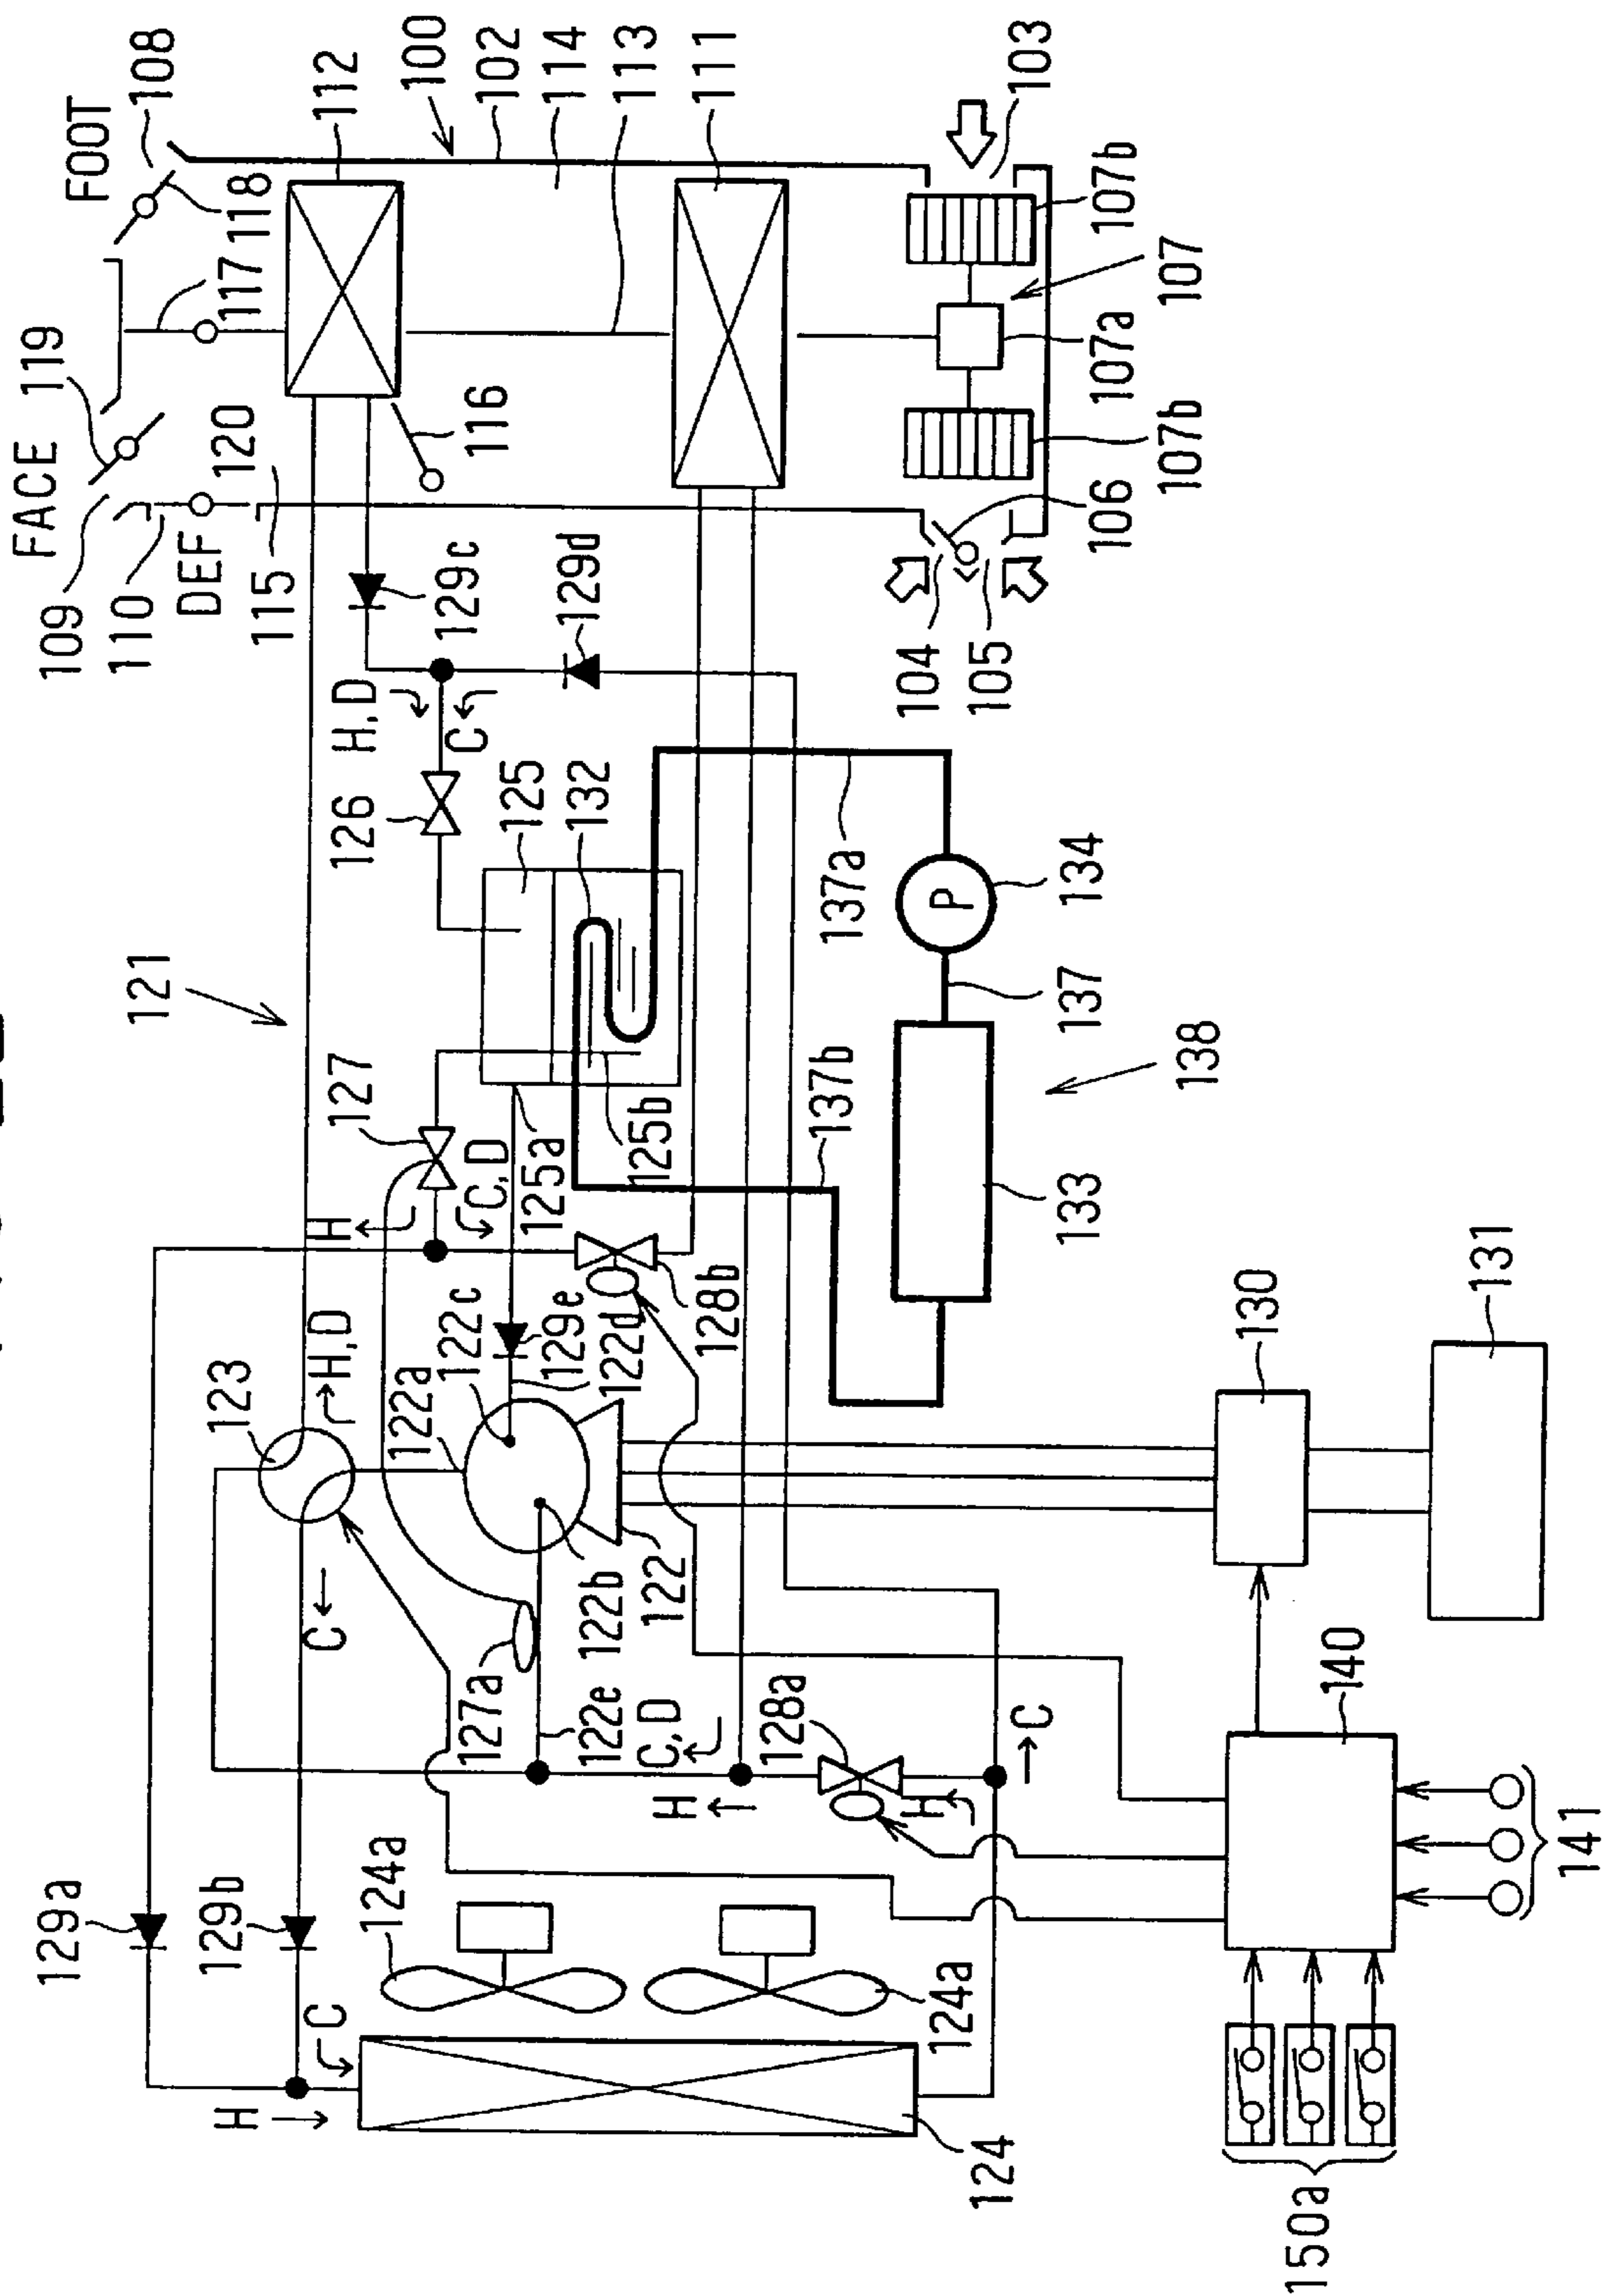 FOOT
108
118
117
FACE
119
109
110
DEF
120
115
112
100
102
114
113
111
116
103
107b
107
107a
107b
106
104
105
129c
129d
H,D
C
126
125
132
121
127
H
C,D
125a
125b
137a
P
134
137
137b
138
133
123
H,D
122a
122c
129e
122d
128b
C
127a
122e
122b
122
C,D
H
128a
H
C
130
131
140
141
129a
129b
124a
124a
C
H
124
150a